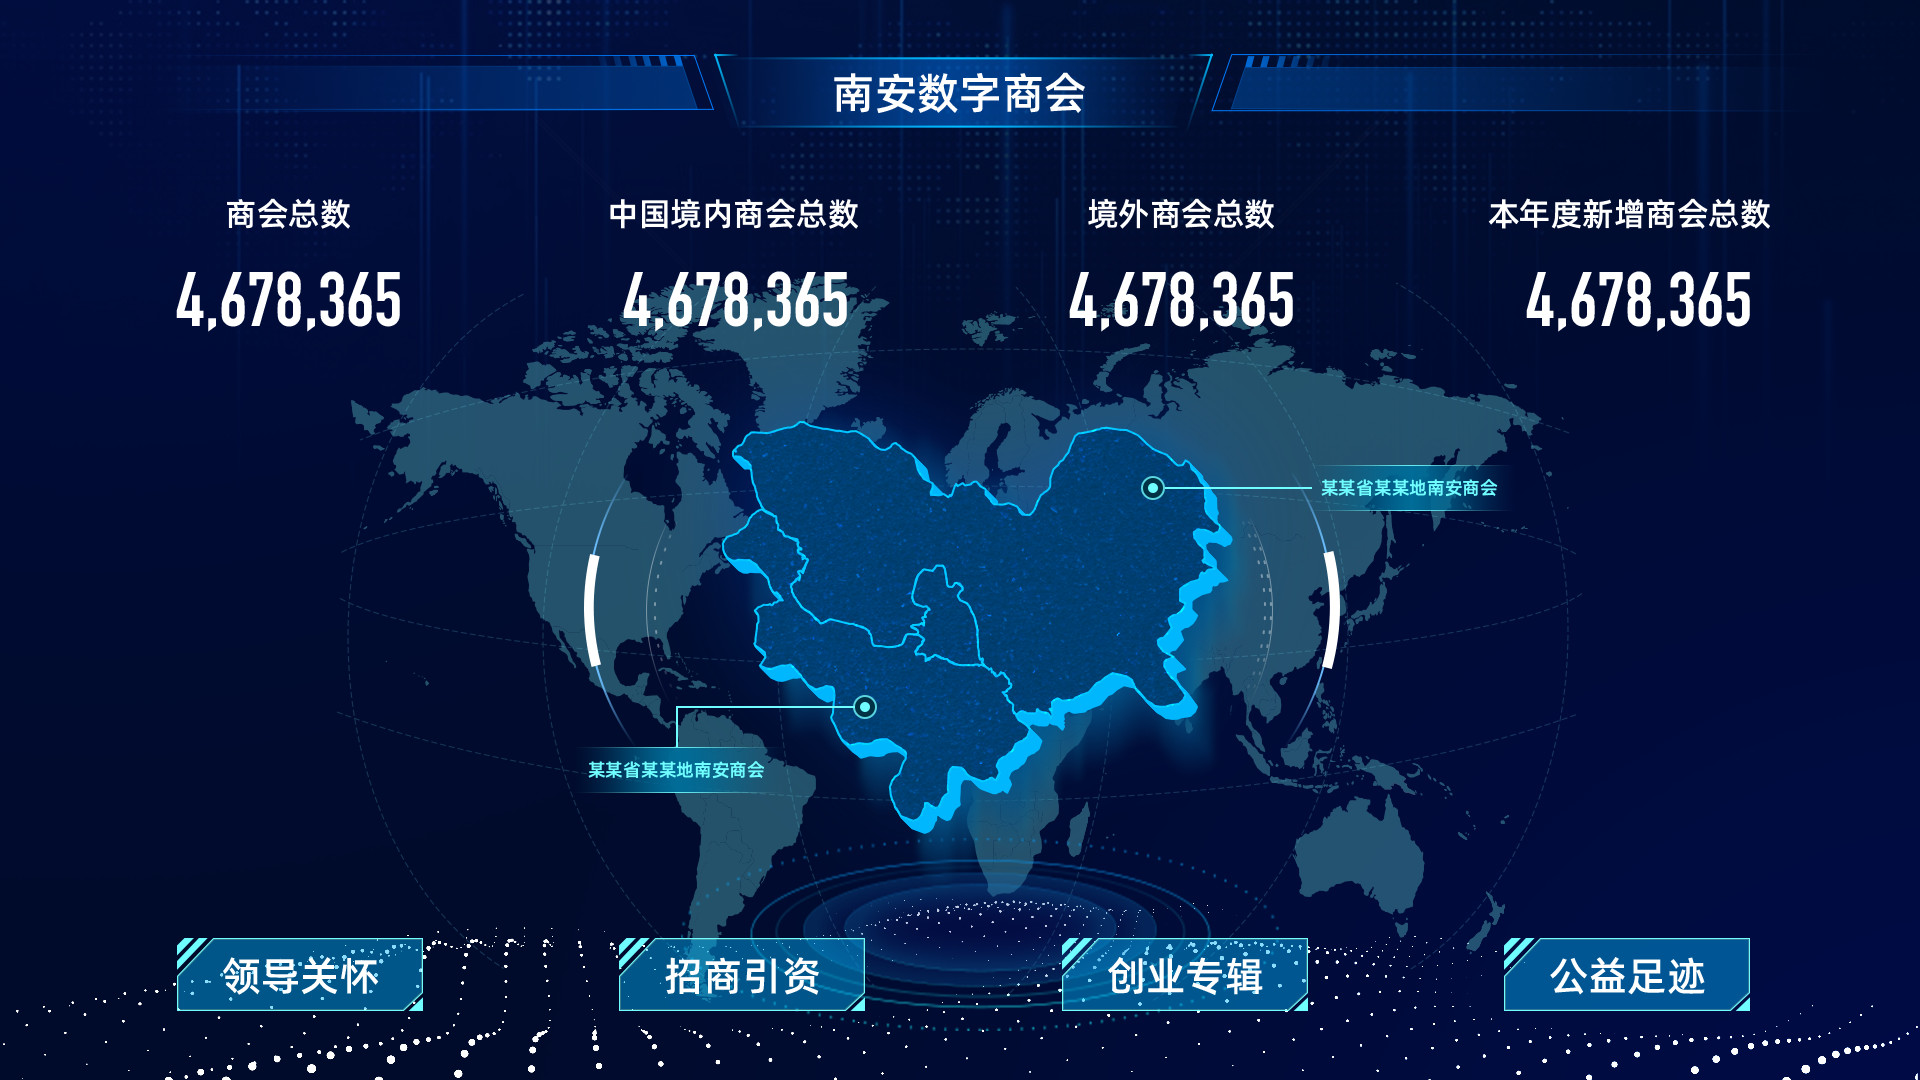 南安数字商会
商会总数
中国境内商会总数
境外商会总数
本年度新增商会总数
4,678,365
4,678,365
4,678,365
4,678,365
某某省某某地南安商会
某某省某某地南安商会
领导关怀
招商引资
创业专辑
公益足迹